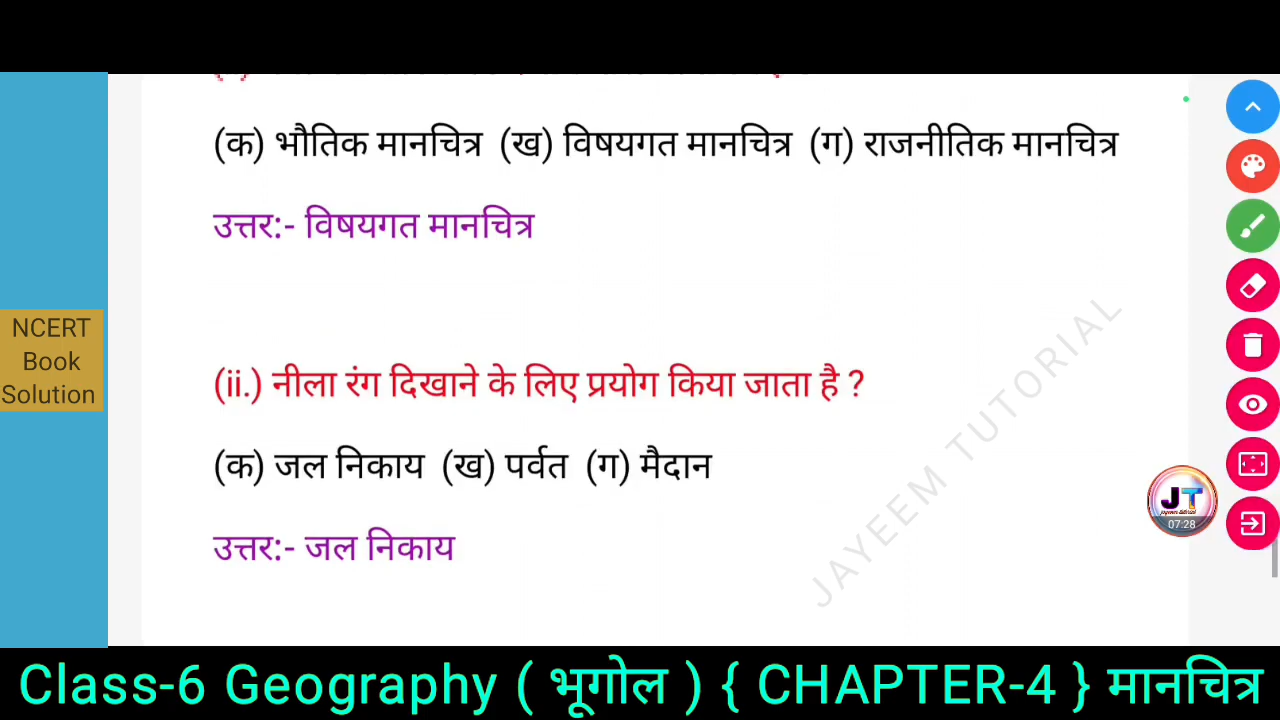 (क) भौतिक मानचित्र (ख) विषयगत मानचित्र (ग) राजनीतिक मानचित्र
उत्तर:- विषयगत मानचित्र
NCERT
Book
Solution
(ii.) नीला रंग दिखाने के लिए प्रयोग किया जाता है ?
(क) जल निकाय (ख) पर्वत (ग) मैदान
उत्तर:- जल निकाय
JAYEEM TUTORIAL
JT
07:28
Class-6 Geography ( भूगोल ) { CHAPTER-4 } मानचित्र